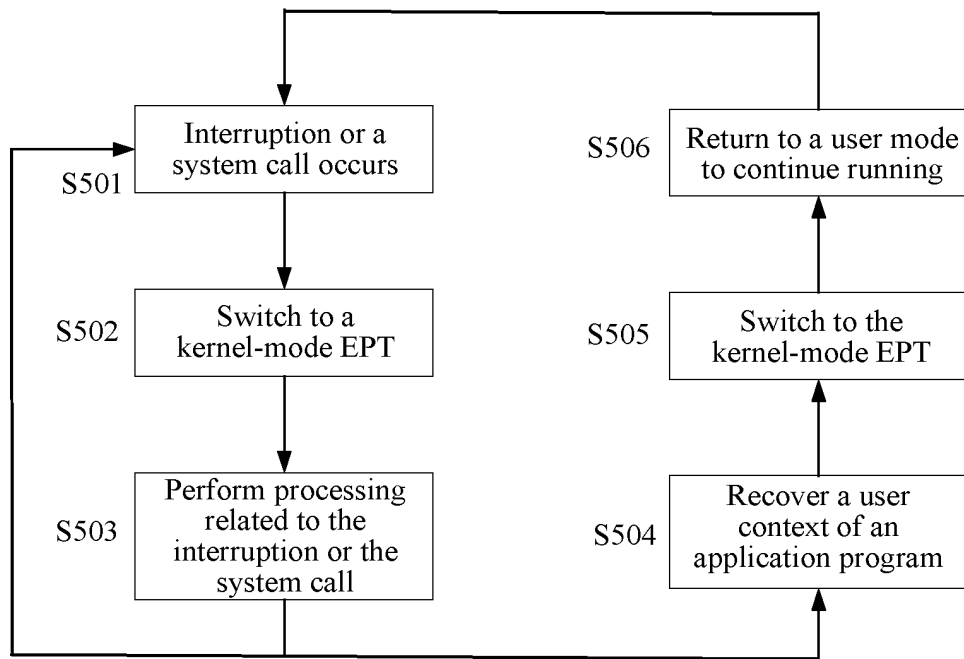 Interruption or a
system call occurs
S501
Switch to a
kernel-mode EPT
S502
Perform processing
related to the
interruption or the
system call
S503
Recover a user
context of an
application program
S504
Switch to the
kernel-mode EPT
S505
Return to a user mode
to continue running
S506